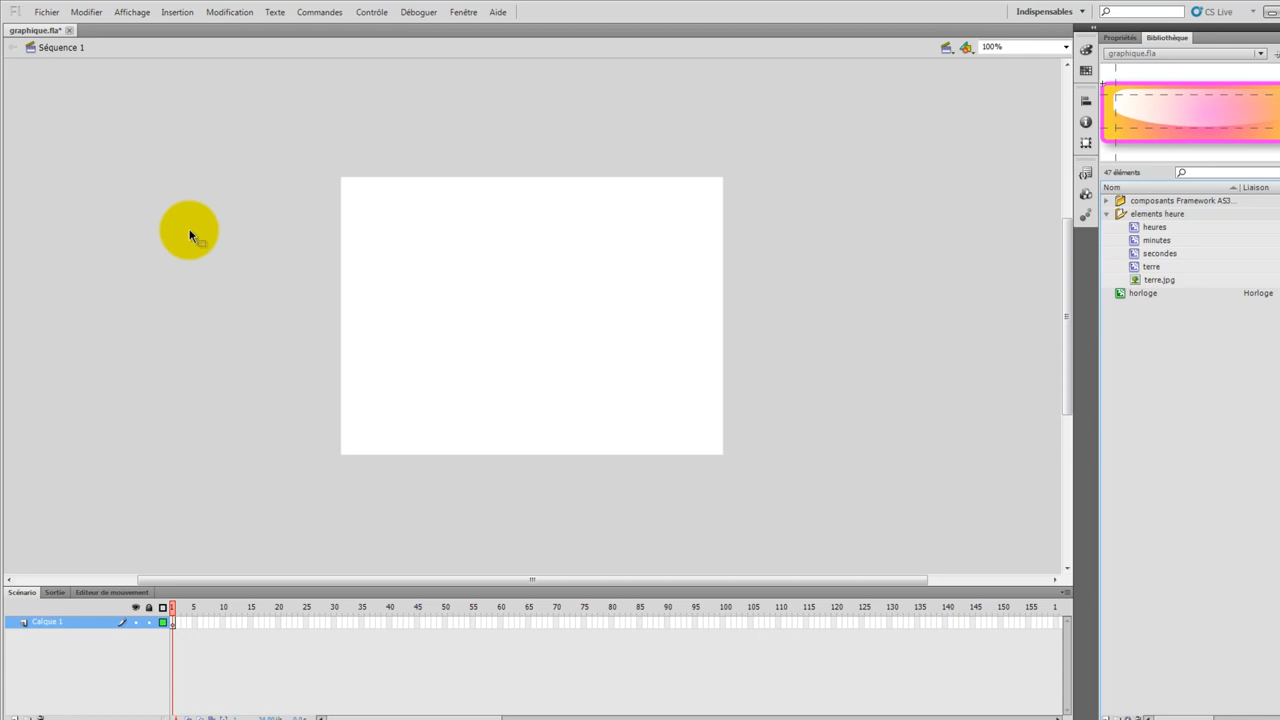 Fl Fichier Modifier Affichage Insertion Modification Texte Commandes Contrôle Déboguer Fenêtre Aide Indispensables CS Live
graphique.fla*
Propriétés Bibliothèque
Séquence 1 100%
graphique.fla
47 éléments
Nom Liaison
composants Framework AS3...
elements heure
heures
minutes
secondes
terre
terre.jpg
horloge Horloge
Scénario Sortie Editeur de mouvement
1 5 10 15 20 25 30 35 40 45 50 55 60 65 70 75 80 85 90 95 100 105 110 115 120 125 130 135 140 145 150 155 1
Calque 1